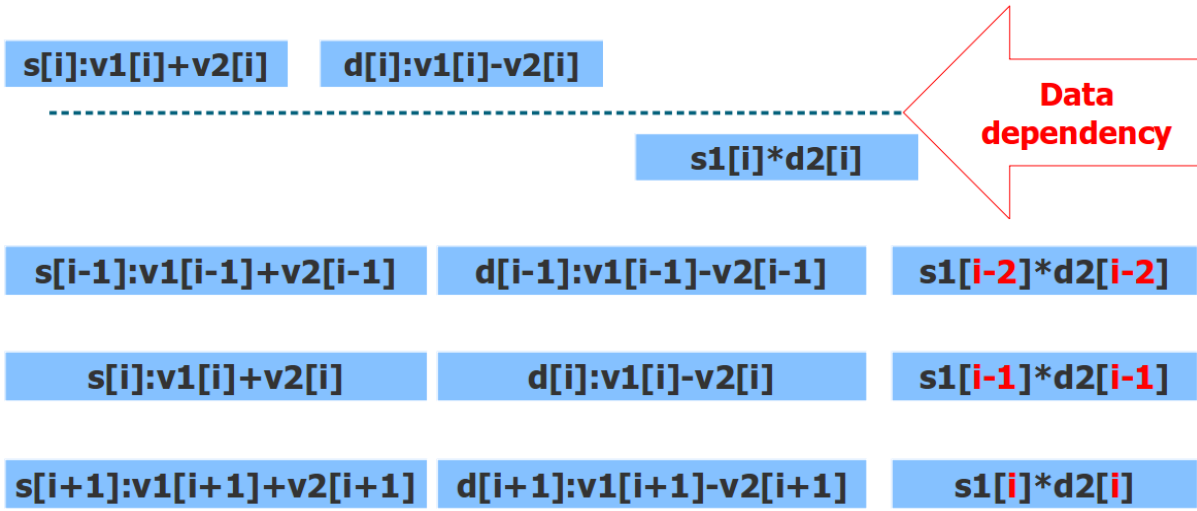 s[i]:v1[i]+v2[i]
d[i]:v1[i]-v2[i]
Data
dependency
s1[i]*d2[i]
s[i-1]:v1[i-1]+v2[i-1]
d[i-1]:v1[i-1]-v2[i-1]
s1[i-2]*d2[i-2]
s[i]:v1[i]+v2[i]
d[i]:v1[i]-v2[i]
s1[i-1]*d2[i-1]
s[i+1]:v1[i+1]+v2[i+1]
d[i+1]:v1[i+1]-v2[i+1]
s1[i]*d2[i]